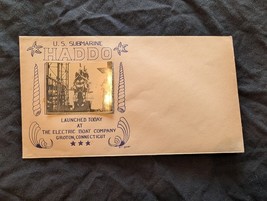 U.S. SUBMARINE
HADDO
LAUNCHED TODAY
AT
THE ELECTRIC BOAT COMPANY
GROTON, CONNECTICUT